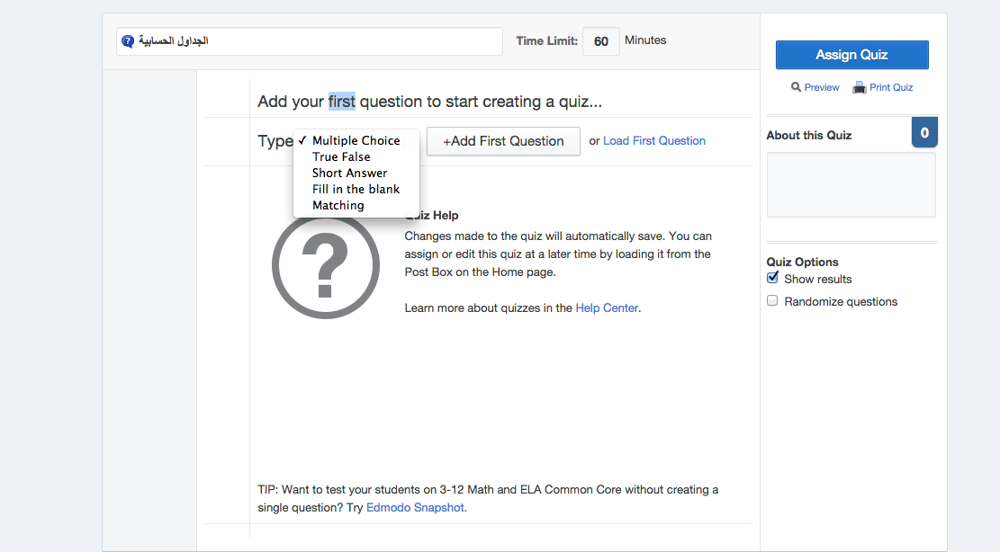 الجداول الحسابية
Time Limit: 60 Minutes
Assign Quiz
Preview Print Quiz
Add your first question to start creating a quiz...
Type
Multiple Choice
True False
Short Answer
Fill in the blank
Matching
+Add First Question or Load First Question
About this Quiz 0
Quiz Help
Changes made to the quiz will automatically save. You can
assign or edit this quiz at a later time by loading it from the
Post Box on the Home page.
Learn more about quizzes in the Help Center.
Quiz Options
Show results
Randomize questions
TIP: Want to test your students on 3-12 Math and ELA Common Core without creating a
single question? Try Edmodo Snapshot.